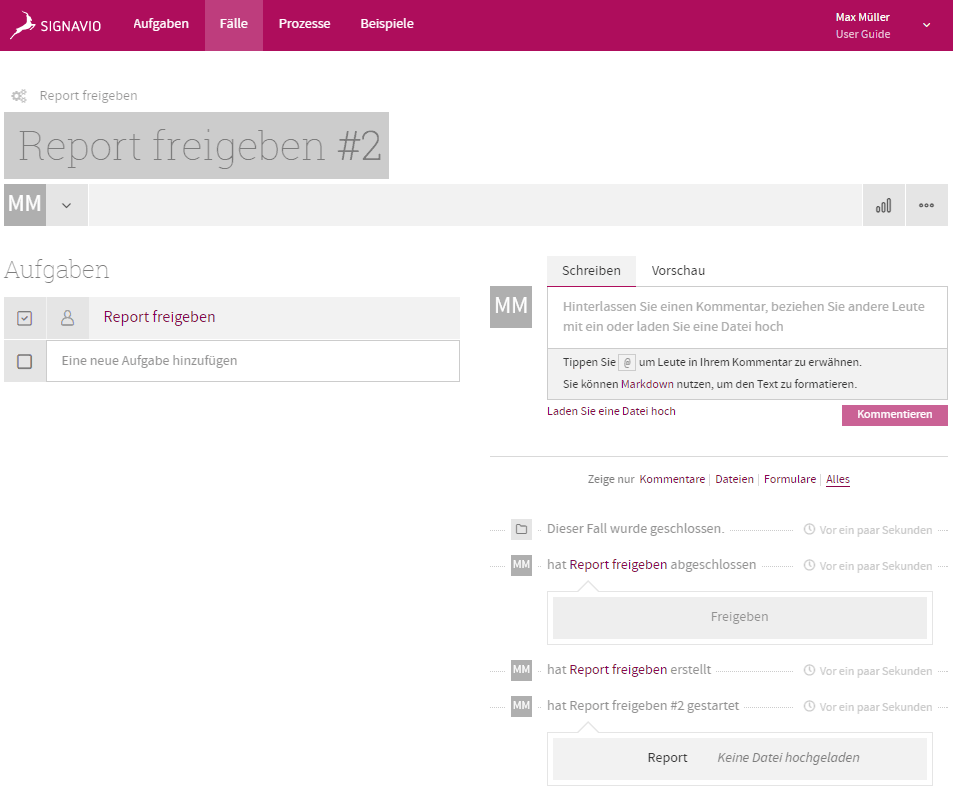 SIGNAVIO Aufgaben Fälle Prozesse Beispiele
Max Müller
User Guide
Report freigeben
Report freigeben #2
MM
Aufgaben
Report freigeben
Eine neue Aufgabe hinzufügen
Schreiben Vorschau
MM
Hinterlassen Sie einen Kommentar, beziehen Sie andere Leute
mit ein oder laden Sie eine Datei hoch
Tippen Sie @ um Leute in Ihrem Kommentar zu erwähnen.
Sie können Markdown nutzen, um den Text zu formatieren.
Laden Sie eine Datei hoch Kommentieren
Zeige nur Kommentare | Dateien | Formulare | Alles
Dieser Fall wurde geschlossen. Vor ein paar Sekunden
MM hat Report freigeben abgeschlossen Vor ein paar Sekunden
Freigeben
MM hat Report freigeben erstellt Vor ein paar Sekunden
MM hat Report freigeben #2 gestartet Vor ein paar Sekunden
Report Keine Datei hochgeladen